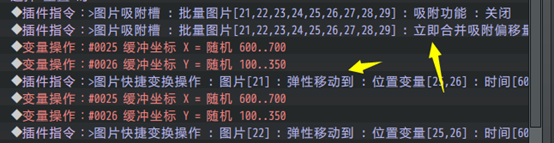 ◆插件指令：>图片吸附槽 : 批量图片[21,22,23,24,25,26,27,28,29] : 吸附功能 : 关闭
◆插件指令：>图片吸附槽 : 批量图片[21,22,23,24,25,26,27,28,29] : 立即合并吸附偏移量
◆变量操作：#0025 缓冲坐标 X = 随机 600..700
◆变量操作：#0026 缓冲坐标 Y = 随机 100..350
◆插件指令：>图片快捷变换操作 : 图片[21] : 弹性移动到 : 位置变量[25,26] : 时间[60
◆变量操作：#0025 缓冲坐标 X = 随机 600..700
◆变量操作：#0026 缓冲坐标 Y = 随机 100..350
◆插件指令：>图片快捷变换操作 : 图片[22] : 弹性移动到 : 位置变量[25,26] : 时间[60